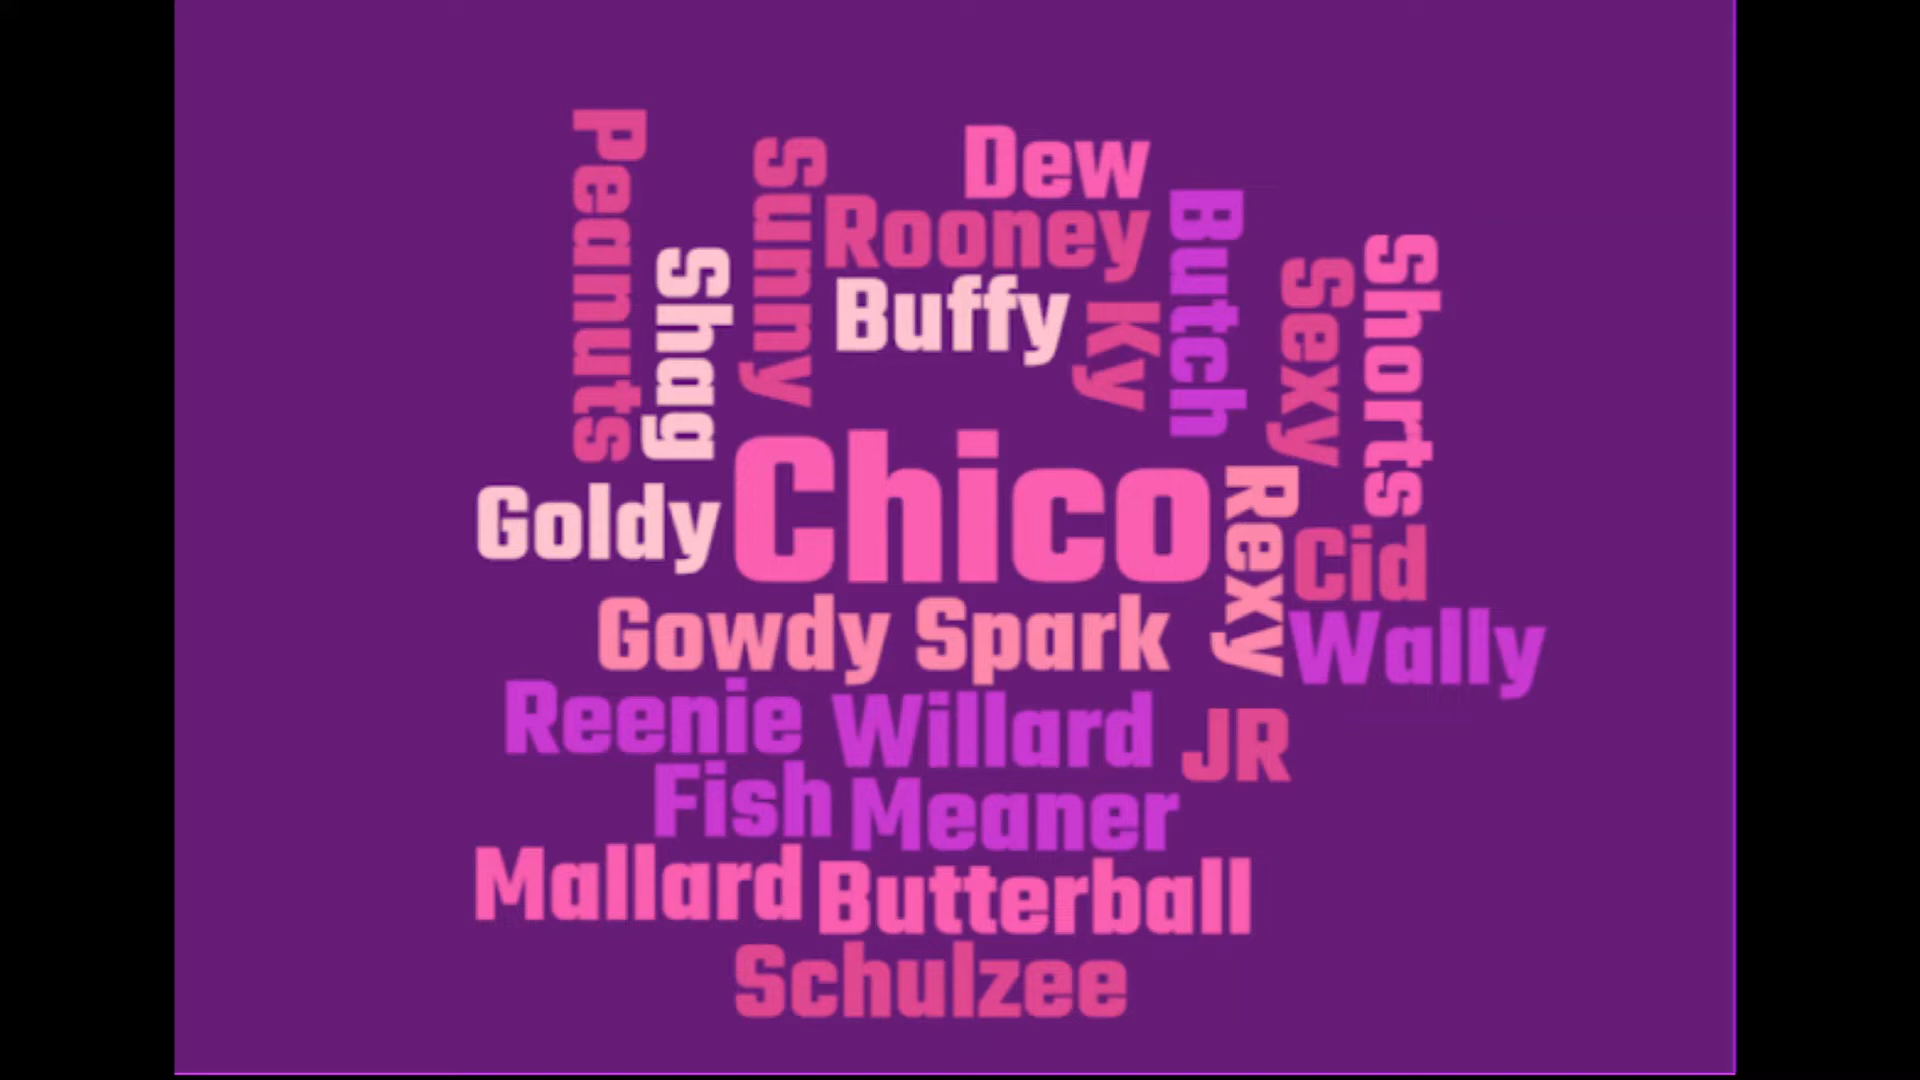 Peanuts
Shag
Sunny
Dew
Rooney
Buffy
Ky
Butch
Sexy
Shorts
Goldy
Chico
Rexy
Cid
Gowdy Spark
Wally
Reenie Willard
JR
Fish Meaner
Mallard Butterball
Schulzee